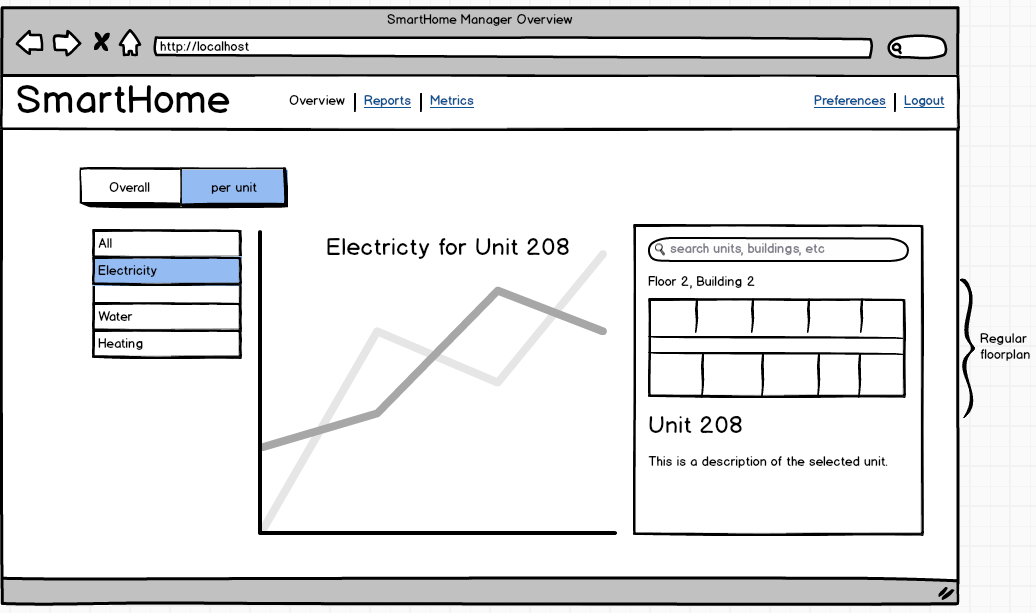 SmartHome Manager Overview
http://localhost
SmartHome
Overview
Reports
Metrics
Preferences
Logout
Overall
per unit
All
Electricity
Water
Heating
Electricty for Unit 208
search units, buildings, etc
Floor 2, Building 2
Unit 208
This is a description of the selected unit.
Regular
floorplan